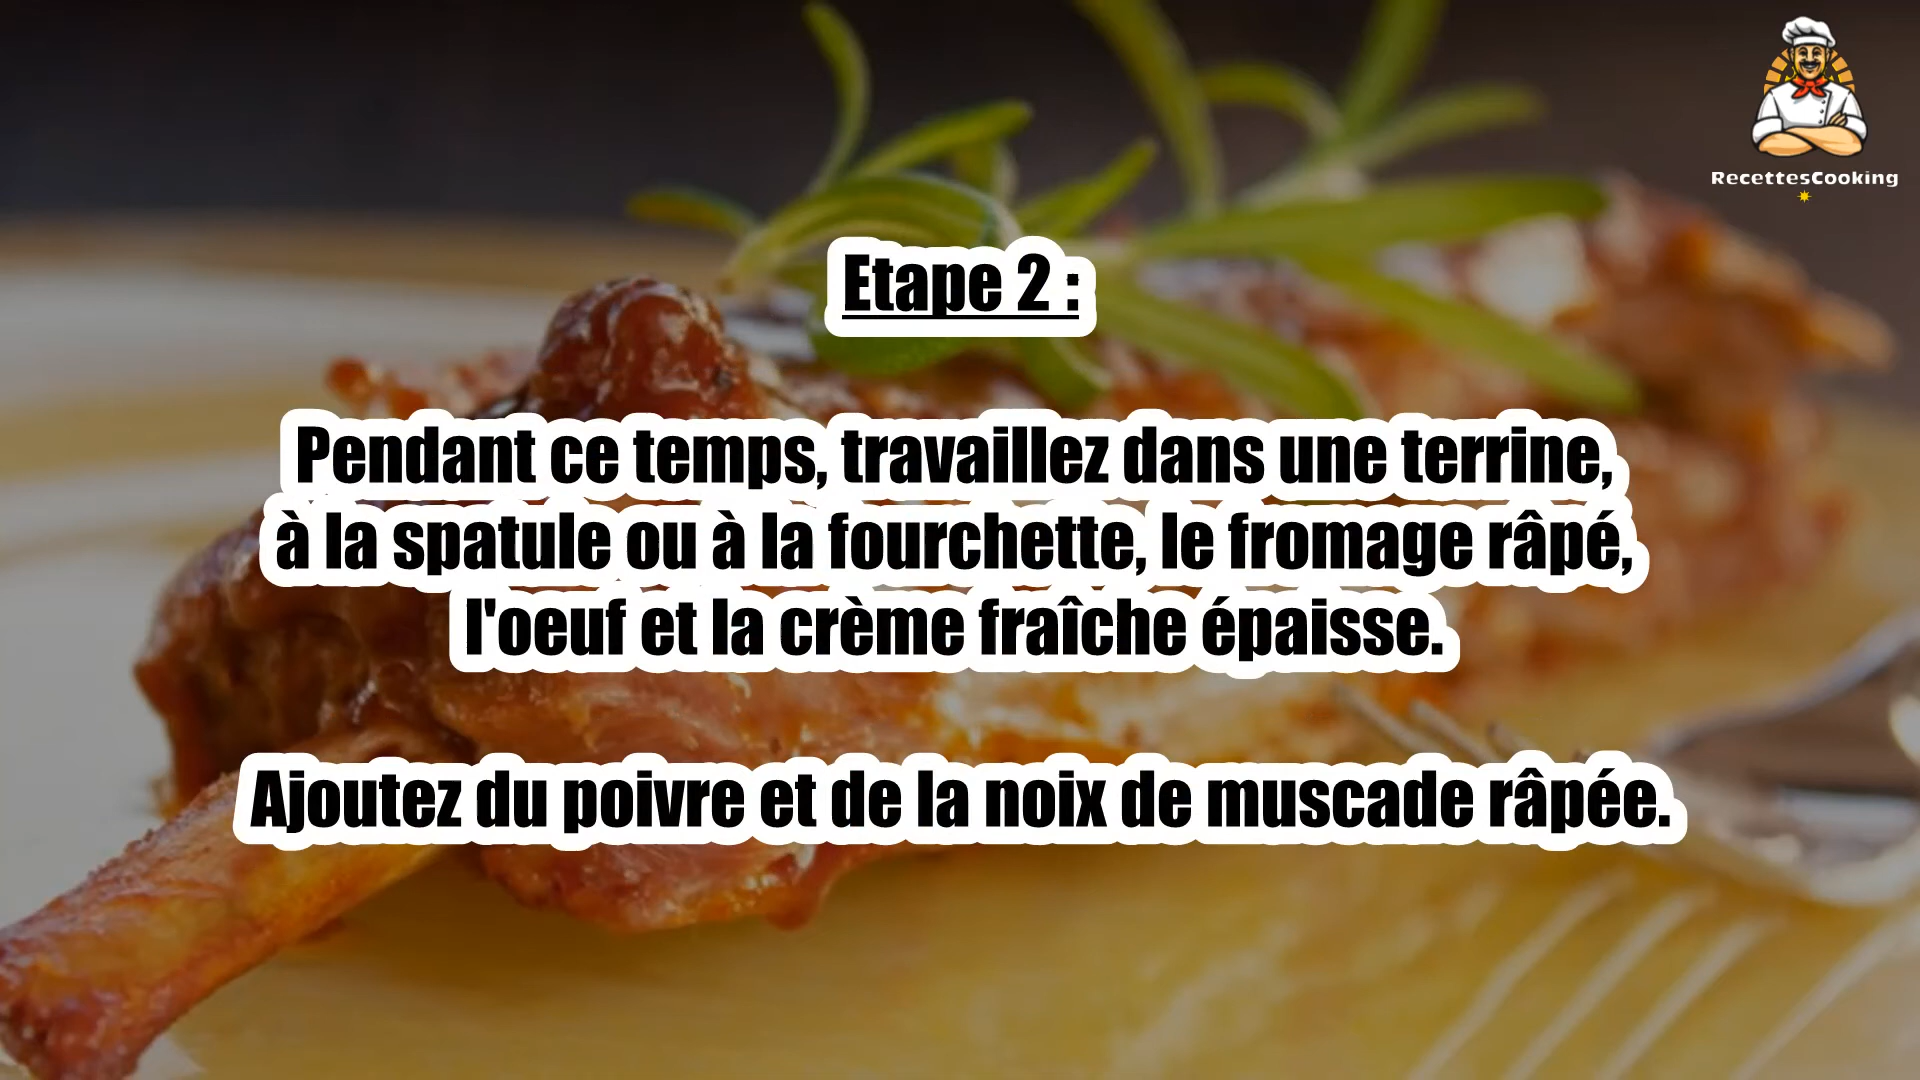 RecettesCooking
Etape 2 :
Pendant ce temps, travaillez dans une terrine,
à la spatule ou à la fourchette, le fromage râpé,
l'oeuf et la crème fraîche épaisse.
Ajoutez du poivre et de la noix de muscade râpée.